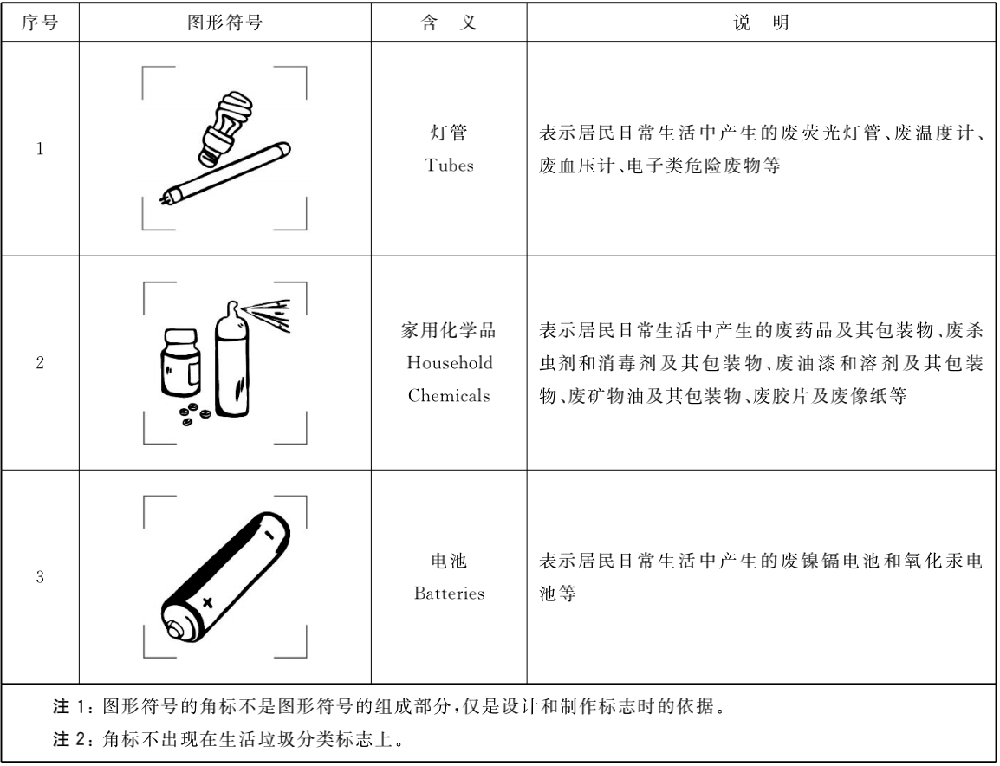 序号 图形符号 含 义 说 明
1
灯管
Tubes
表示居民日常生活中产生的废荧光灯管、废温度计、
废血压计、电子类危险废物等
2
家用化学品
Household
Chemicals
表示居民日常生活中产生的废药品及其包装物、废杀
虫剂和消毒剂及其包装物、废油漆和溶剂及其包装
物、废矿物油及其包装物、废胶片及废像纸等
3
电池
Batteries
表示居民日常生活中产生的废镍镉电池和氧化汞电
池等
注 1：图形符号的角标不是图形符号的组成部分,仅是设计和制作标志时的依据。
注 2：角标不出现在生活垃圾分类标志上。